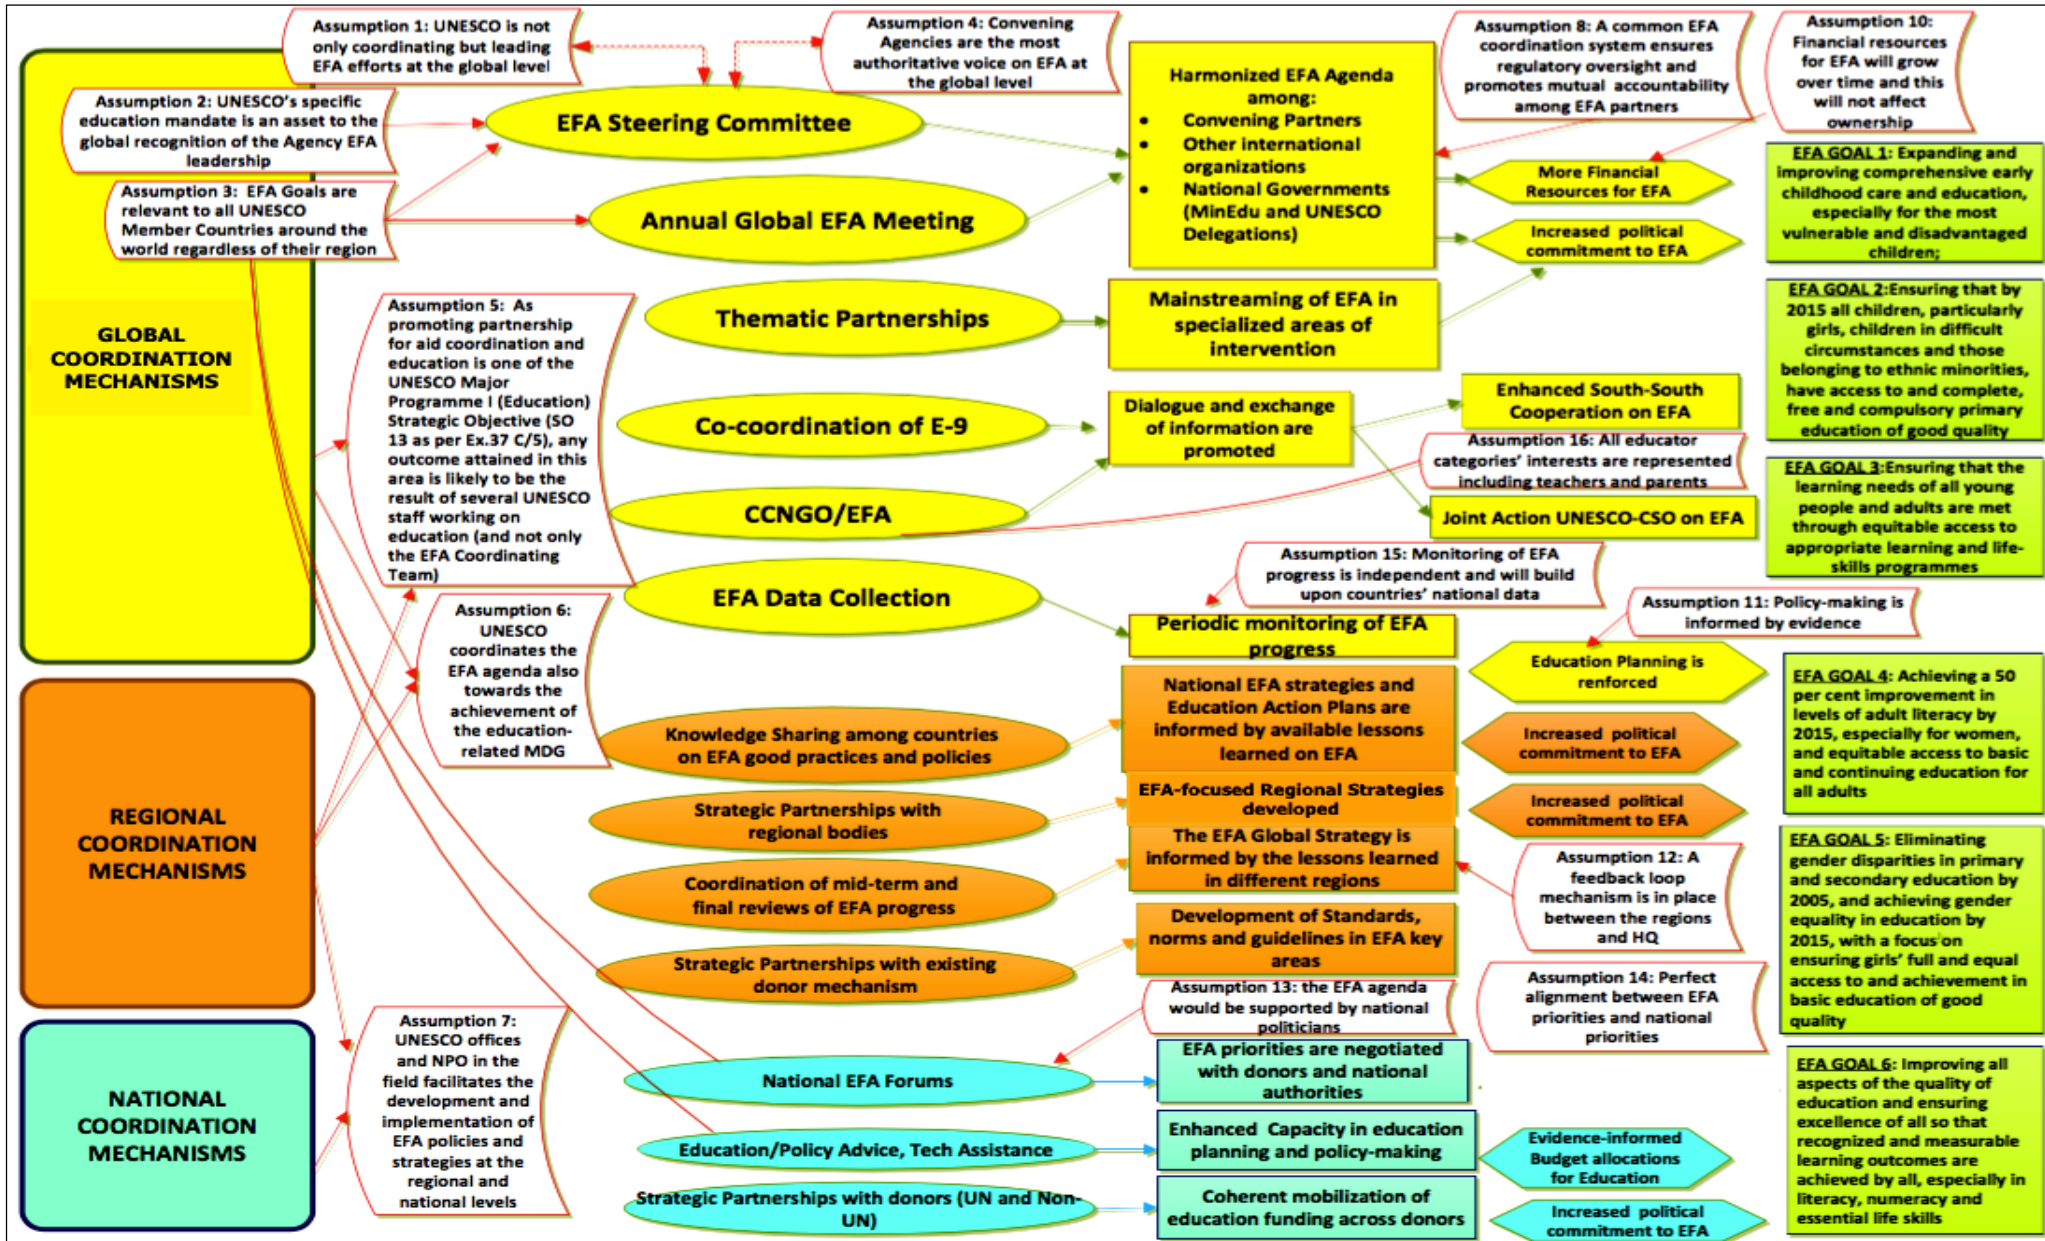 Assumption 1: UNESCO is not
only coordinating but leading
EFA efforts at the global level
Assumption 4: Convening
Agencies are the most
authoritative voice on EFA at
the global level
Assumption 8: A common EFA
coordination system ensures
regulatory oversight and
promotes mutual accountability
among EFA partners
Assumption 10:
Financial resources
for EFA will grow
over time and this
will not affect
ownership
Assumption 2: UNESCO's specific
education mandate is an asset to the
global recognition of the Agency EFA
leadership
Assumption 3: EFA Goals are
relevant to all UNESCO
Member Countries around the
world regardless of their region
GLOBAL
COORDINATION
MECHANISMS
EFA Steering Committee
Annual Global EFA Meeting
Harmonized EFA Agenda
among:
• Convening Partners
• Other international
organizations
• National Governments
(MinEdu and UNESCO
Delegations)
More Financial
Resources for EFA
Increased political
commitment to EFA
EFA GOAL 1: Expanding and
improving comprehensive early
childhood care and education,
especially for the most
vulnerable and disadvantaged
children;
Assumption 5: As
promoting partnership
for aid coordination and
education is one of the
UNESCO Major
Programme I (Education)
Strategic Objective (SO
13 as per Ex.37 C/5), any
outcome attained in this
area is likely to be the
result of several UNESCO
staff working on
education (and not only
the EFA Coordinating
Team)
Thematic Partnerships
Mainstreaming of EFA in
specialized areas of
intervention
EFA GOAL 2:Ensuring that by
2015 all children, particularly
girls, children in difficult
circumstances and those
belonging to ethnic minorities,
have access to and complete,
free and compulsory primary
education of good quality
Co-coordination of E-9
Dialogue and exchange
of information are
promoted
Enhanced South-South
Cooperation on EFA
Assumption 16: All educator
categories' interests are represented
including teachers and parents
CCNGO/EFA
Joint Action UNESCO-CSO on EFA
EFA GOAL 3:Ensuring that the
learning needs of all young
people and adults are met
through equitable access to
appropriate learning and life-
skills programmes
Assumption 15: Monitoring of EFA
progress is independent and will build
upon countries' national data
EFA Data Collection
Periodic monitoring of EFA
progress
Assumption 11: Policy-making is
informed by evidence
Education Planning is
renforced
Assumption 6:
UNESCO
coordinates the
EFA agenda also
towards the
achievement of
the education-
related MDG
REGIONAL
COORDINATION
MECHANISMS
Knowledge Sharing among countries
on EFA good practices and policies
National EFA strategies and
Education Action Plans are
informed by available lessons
learned on EFA
Increased political
commitment to EFA
EFA GOAL 4: Achieving a 50
per cent improvement in
levels of adult literacy by
2015, especially for women,
and equitable access to basic
and continuing education for
all adults
Strategic Partnerships with
regional bodies
EFA-focused Regional Strategies
developed
Increased political
commitment to EFA
Coordination of mid-term and
final reviews of EFA progress
The EFA Global Strategy is
informed by the lessons learned
in different regions
Assumption 12: A
feedback loop
mechanism is in place
between the regions
and HQ
EFA GOAL 5: Eliminating
gender disparities in primary
and secondary education by
2005, and achieving gender
equality in education by
2015, with a focus on
ensuring girls' full and equal
access to and achievement in
basic education of good
quality
Strategic Partnerships with existing
donor mechanism
Development of Standards,
norms and guidelines in EFA key
areas
Assumption 13: the EFA agenda
would be supported by national
politicians
Assumption 14: Perfect
alignment between EFA
priorities and national
priorities
NATIONAL
COORDINATION
MECHANISMS
Assumption 7:
UNESCO offices
and NPO in the
field facilitates the
development and
implementation of
EFA policies and
strategies at the
regional and
national levels
National EFA Forums
EFA priorities are negotiated
with donors and national
authorities
Education/Policy Advice, Tech Assistance
Enhanced Capacity in education
planning and policy-making
Evidence-informed
Budget allocations
for Education
Strategic Partnerships with donors (UN and Non-
UN)
Coherent mobilization of
education funding across donors
Increased political
commitment to EFA
EFA GOAL 6: Improving all
aspects of the quality of
education and ensuring
excellence of all so that
recognized and measurable
learning outcomes are
achieved by all, especially in
literacy, numeracy and
essential life skills